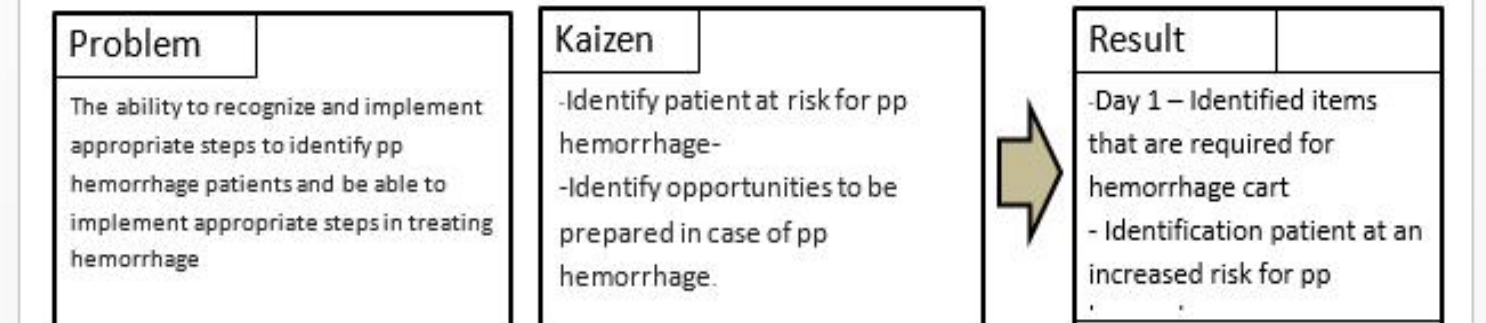 Problem
The ability to recognize and implement
appropriate steps to identify pp
hemorrhage patients and be able to
implement appropriate steps in treating
hemorrhage
Kaizen
-Identify patient at risk for pp
hemorrhage-
-Identify opportunities to be
prepared in case of pp
hemorrhage.
Result
-Day 1 – Identified items
that are required for
hemorrhage cart
- Identification patient at an
increased risk for pp